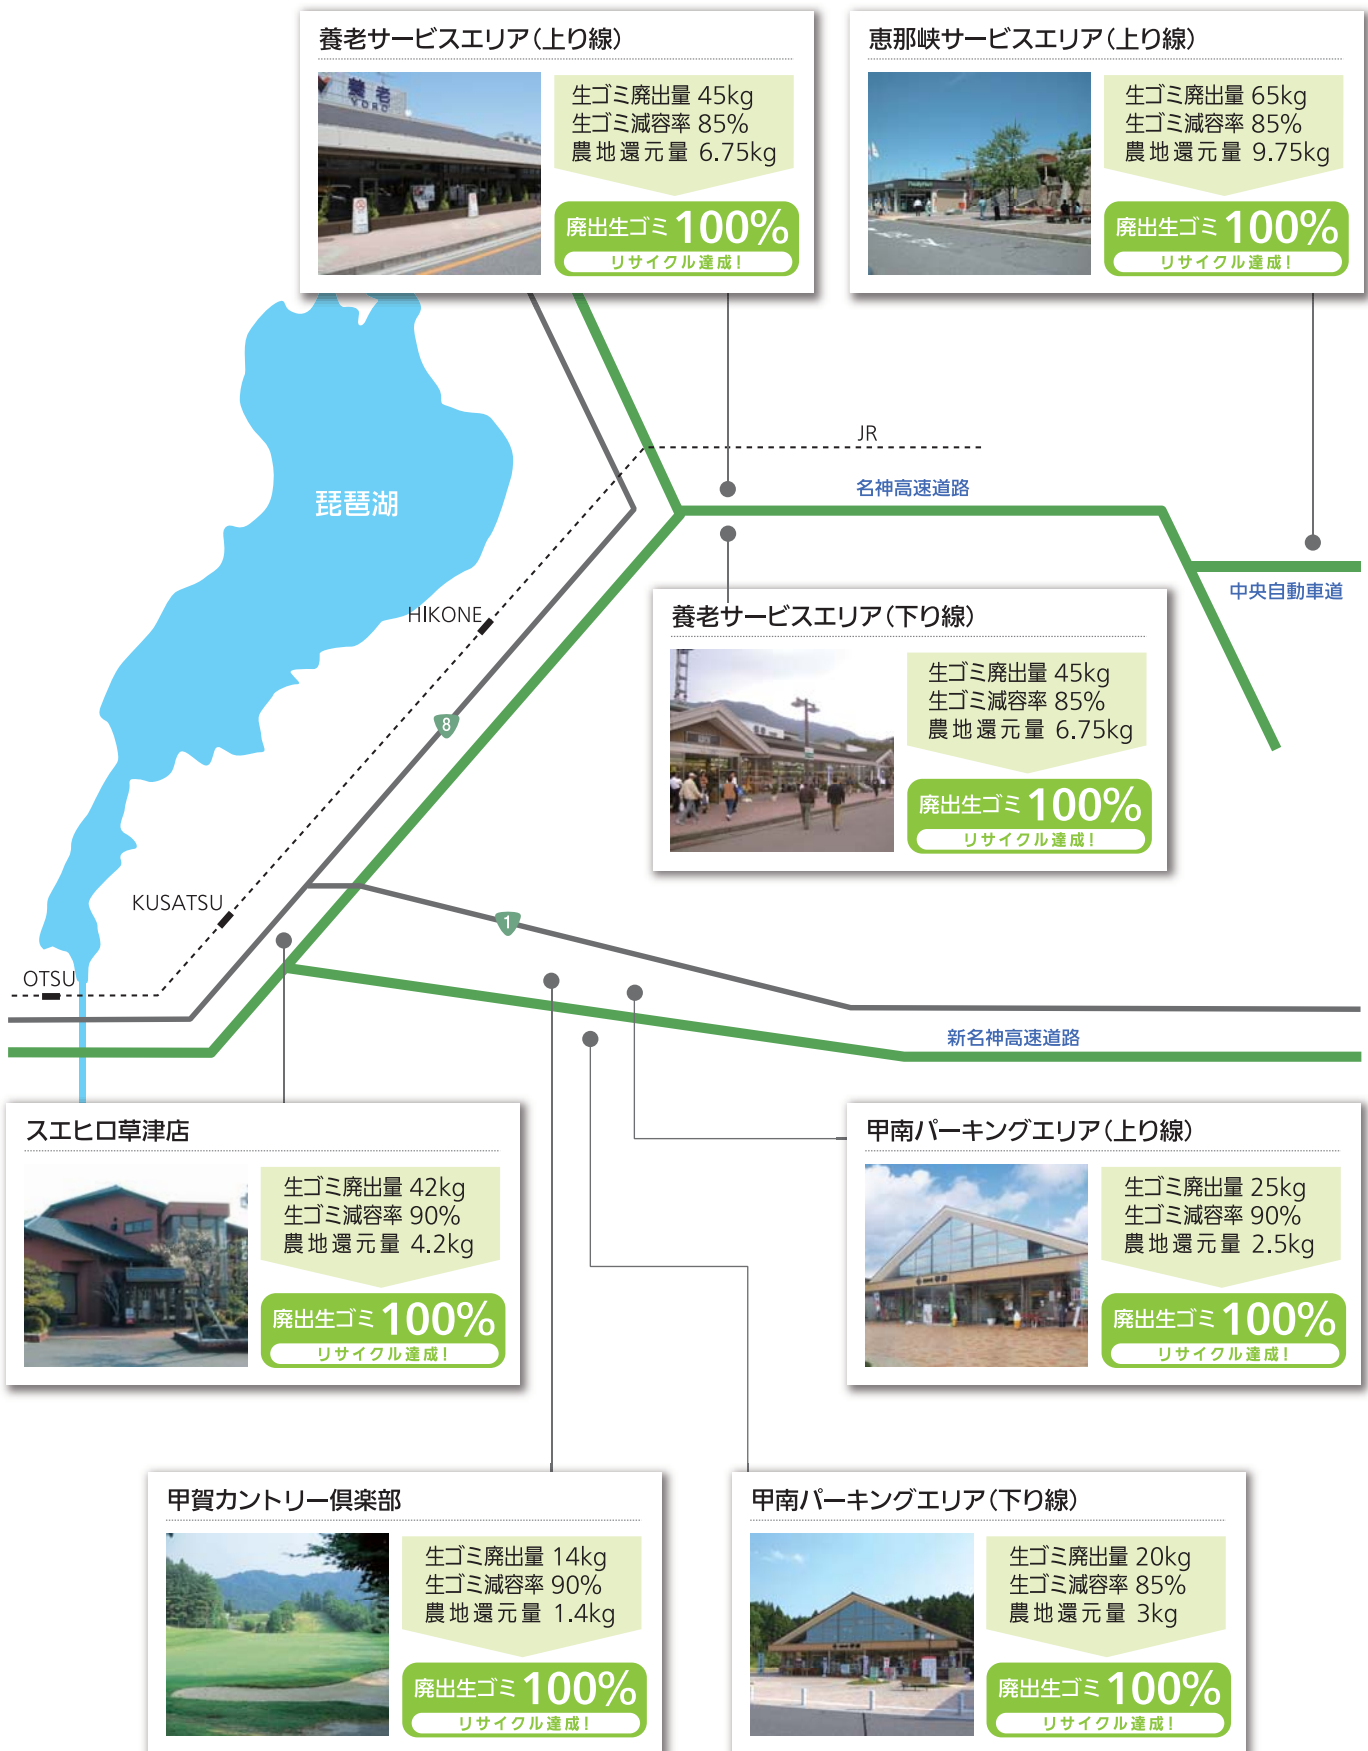 養老サービスエリア(上り線)
養老
YORO
生ゴミ廃出量 45kg
生ゴミ減容率 85%
農地還元量 6.75kg
廃出生ゴミ 100%
リサイクル達成!
恵那峡サービスエリア(上り線)
生ゴミ廃出量 65kg
生ゴミ減容率 85%
農地還元量 9.75kg
廃出生ゴミ 100%
リサイクル達成!
JR
名神高速道路
琵琶湖
中央自動車道
HIKONE
8
養老サービスエリア(下り線)
生ゴミ廃出量 45kg
生ゴミ減容率 85%
農地還元量 6.75kg
廃出生ゴミ 100%
リサイクル達成!
KUSATSU
1
OTSU
新名神高速道路
スエヒロ草津店
生ゴミ廃出量 42kg
生ゴミ減容率 90%
農地還元量 4.2kg
廃出生ゴミ 100%
リサイクル達成!
甲南パーキングエリア(上り線)
生ゴミ廃出量 25kg
生ゴミ減容率 90%
農地還元量 2.5kg
廃出生ゴミ 100%
リサイクル達成!
甲賀カントリー倶楽部
生ゴミ廃出量 14kg
生ゴミ減容率 90%
農地還元量 1.4kg
廃出生ゴミ 100%
リサイクル達成!
甲南パーキングエリア(下り線)
生ゴミ廃出量 20kg
生ゴミ減容率 85%
農地還元量 3kg
廃出生ゴミ 100%
リサイクル達成!